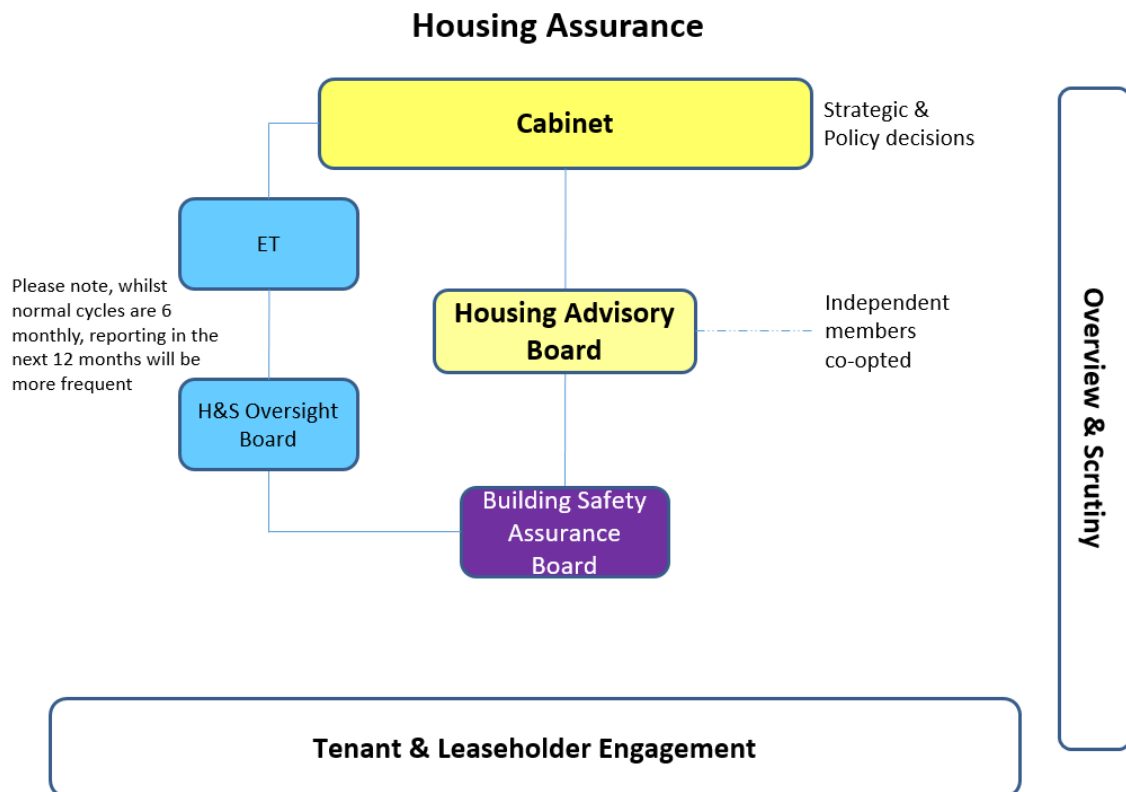 Housing Assurance
Cabinet
Strategic &
Policy decisions
ET
Please note, whilst
normal cycles are 6
monthly, reporting in the
next 12 months will be
more frequent
Housing Advisory
Board
Independent
members
co-opted
H&S Oversight
Board
Building Safety
Assurance
Board
Overview & Scrutiny
Tenant & Leaseholder Engagement